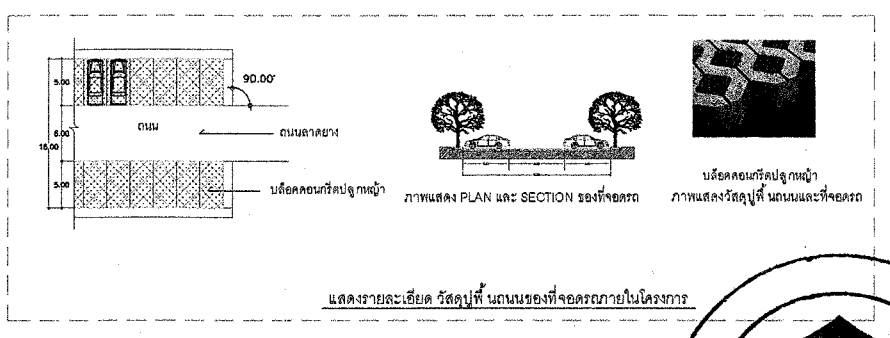 5.00
90.00°
6.00
16.00
5.00
ถนน
ถนนลาดยาง
บล็อคคอนกรีตปลูกหญ้า
ภาพแสดง PLAN และ SECTION ของที่จอดรถ
บล็อคคอนกรีตปลูกหญ้า
ภาพแสดงวัสดุปูพื้นถนนและที่จอดรถ
แสดงรายละเอียด วัสดุปูพื้นถนนของที่จอดรถภายในโครงการ